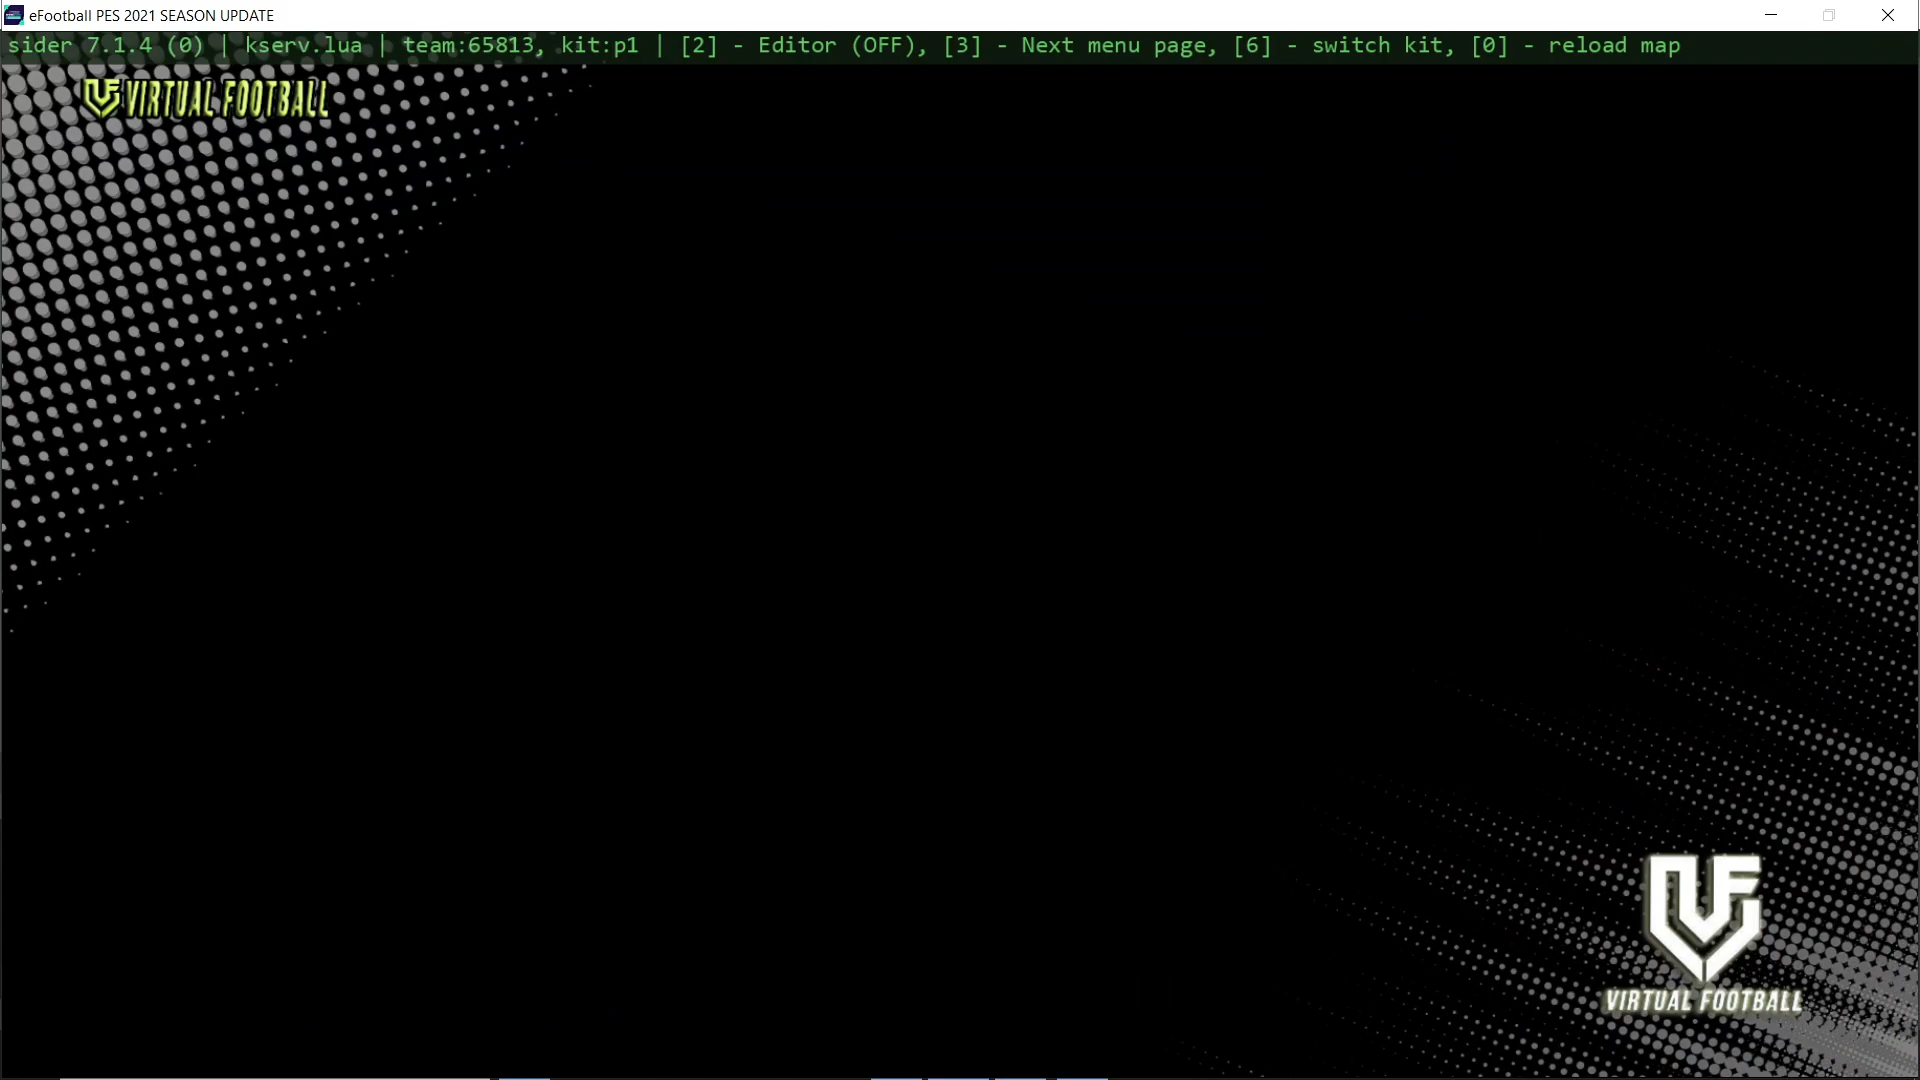 eFootball PES 2021 SEASON UPDATE
sider 7.1.4 (0) | kserv.lua | team:65813, kit:p1 | [2] - Editor (OFF), [3] - Next menu page, [6] - switch kit, [0] - reload map
VIRTUAL FOOTBALL
VF
VIRTUAL FOOTBALL